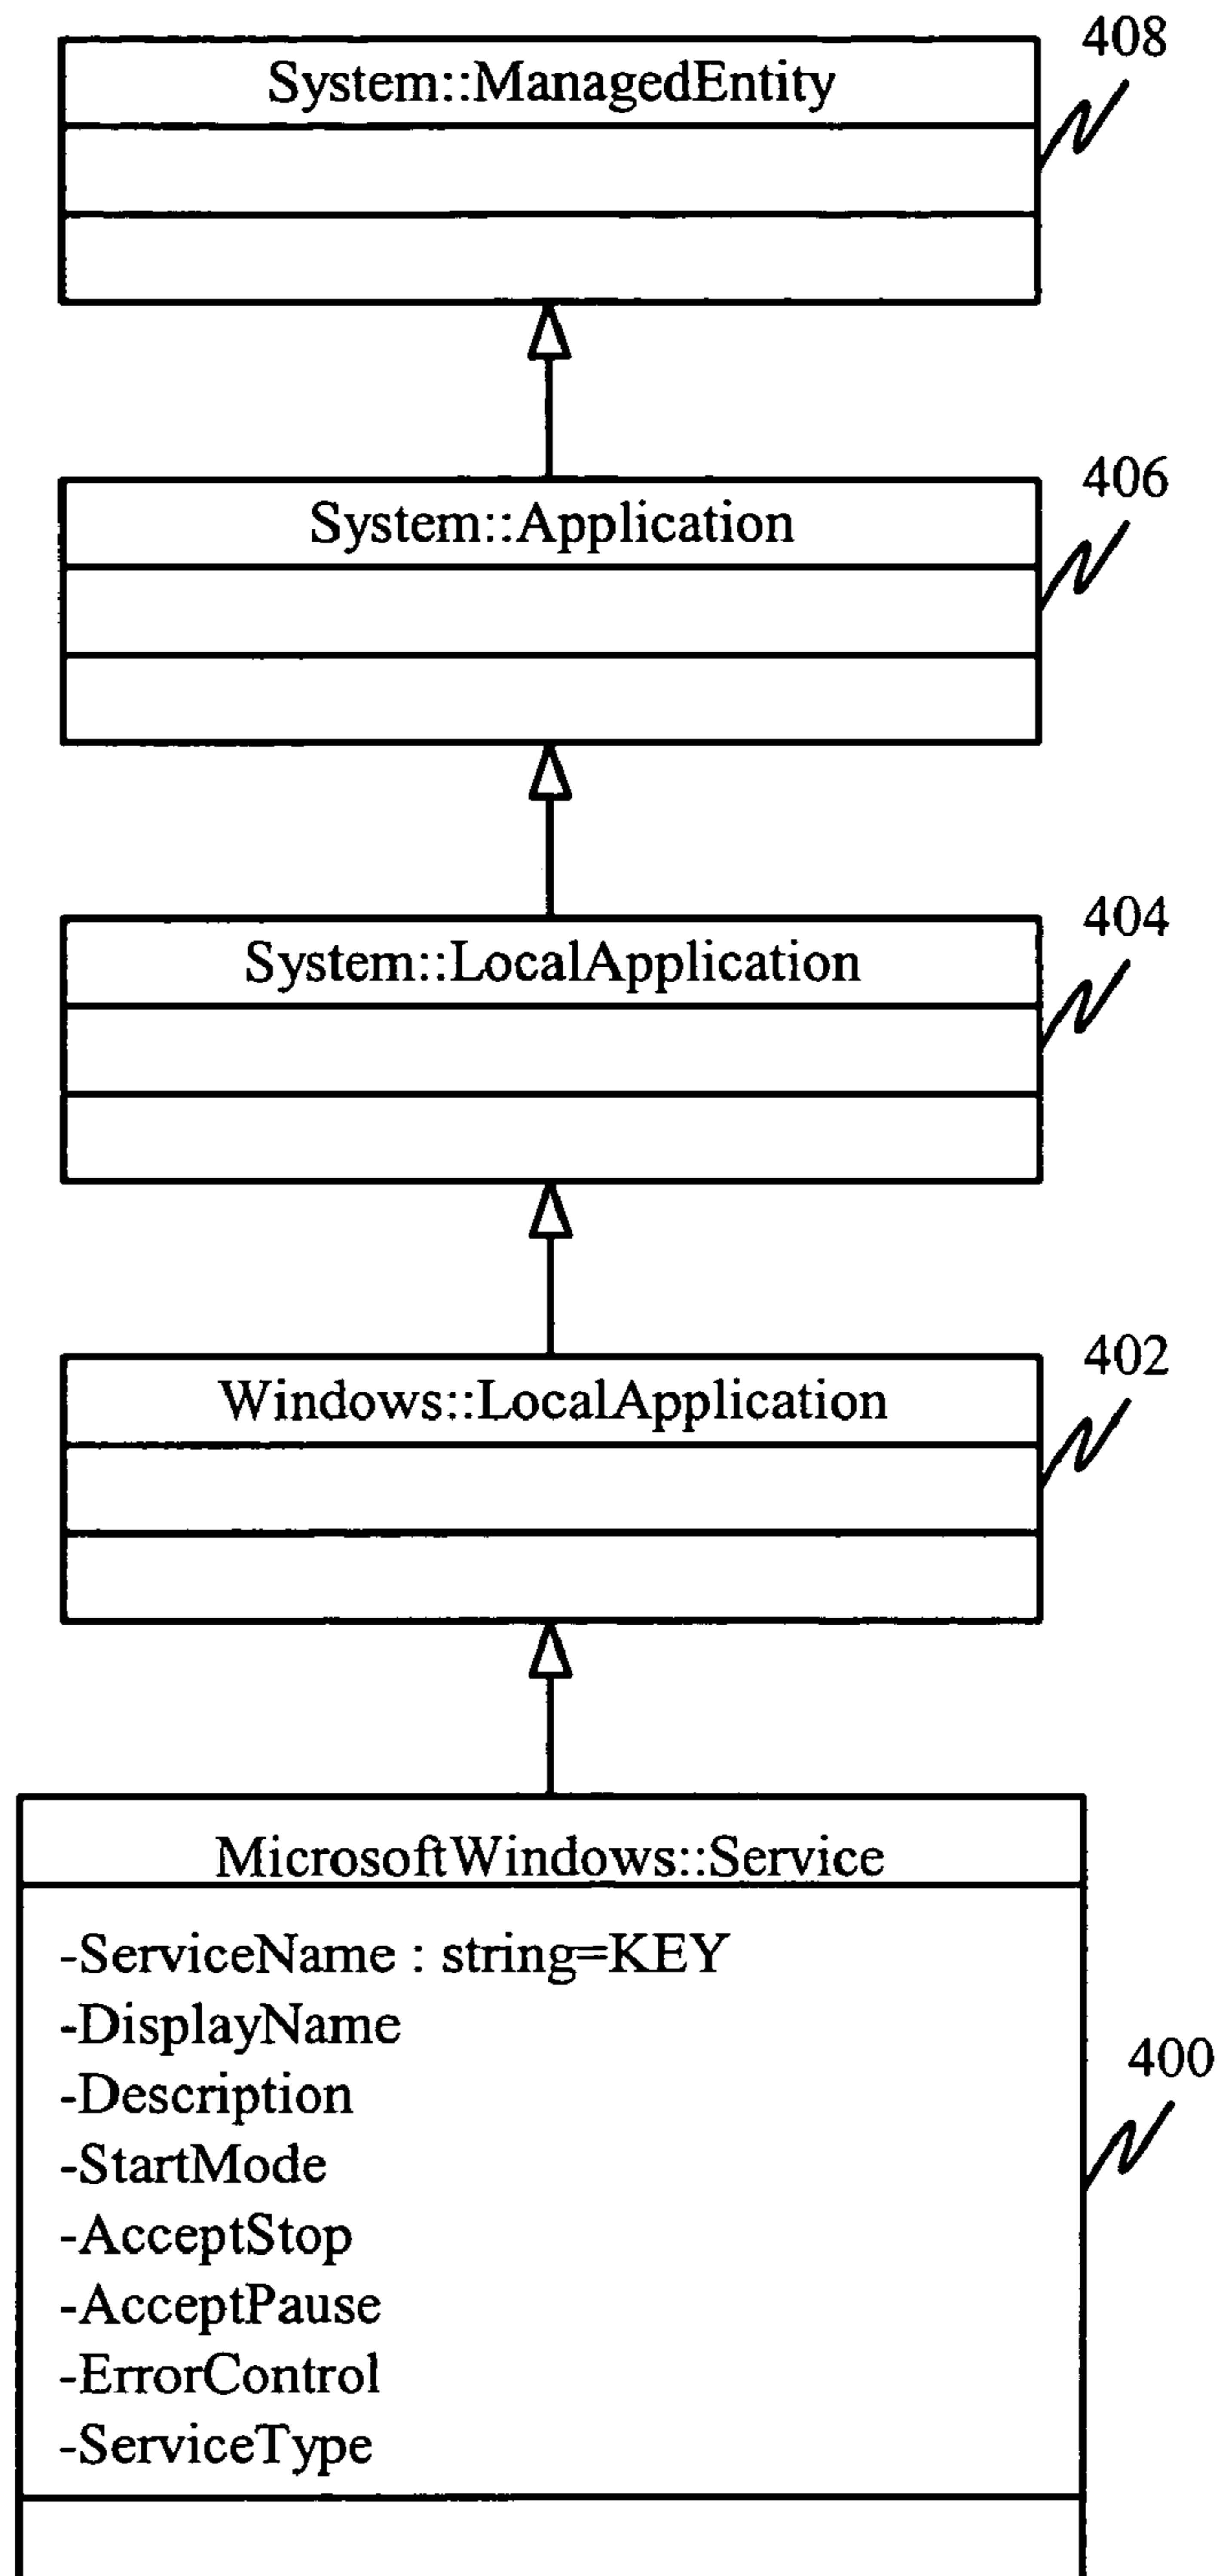 408
System::ManagedEntity
406
System::Application
404
System::LocalApplication
402
Windows::LocalApplication
MicrosoftWindows::Service
-ServiceName : string=KEY
-DisplayName
-Description
400
-StartMode
-AcceptStop
-AcceptPause
-ErrorControl
-ServiceType